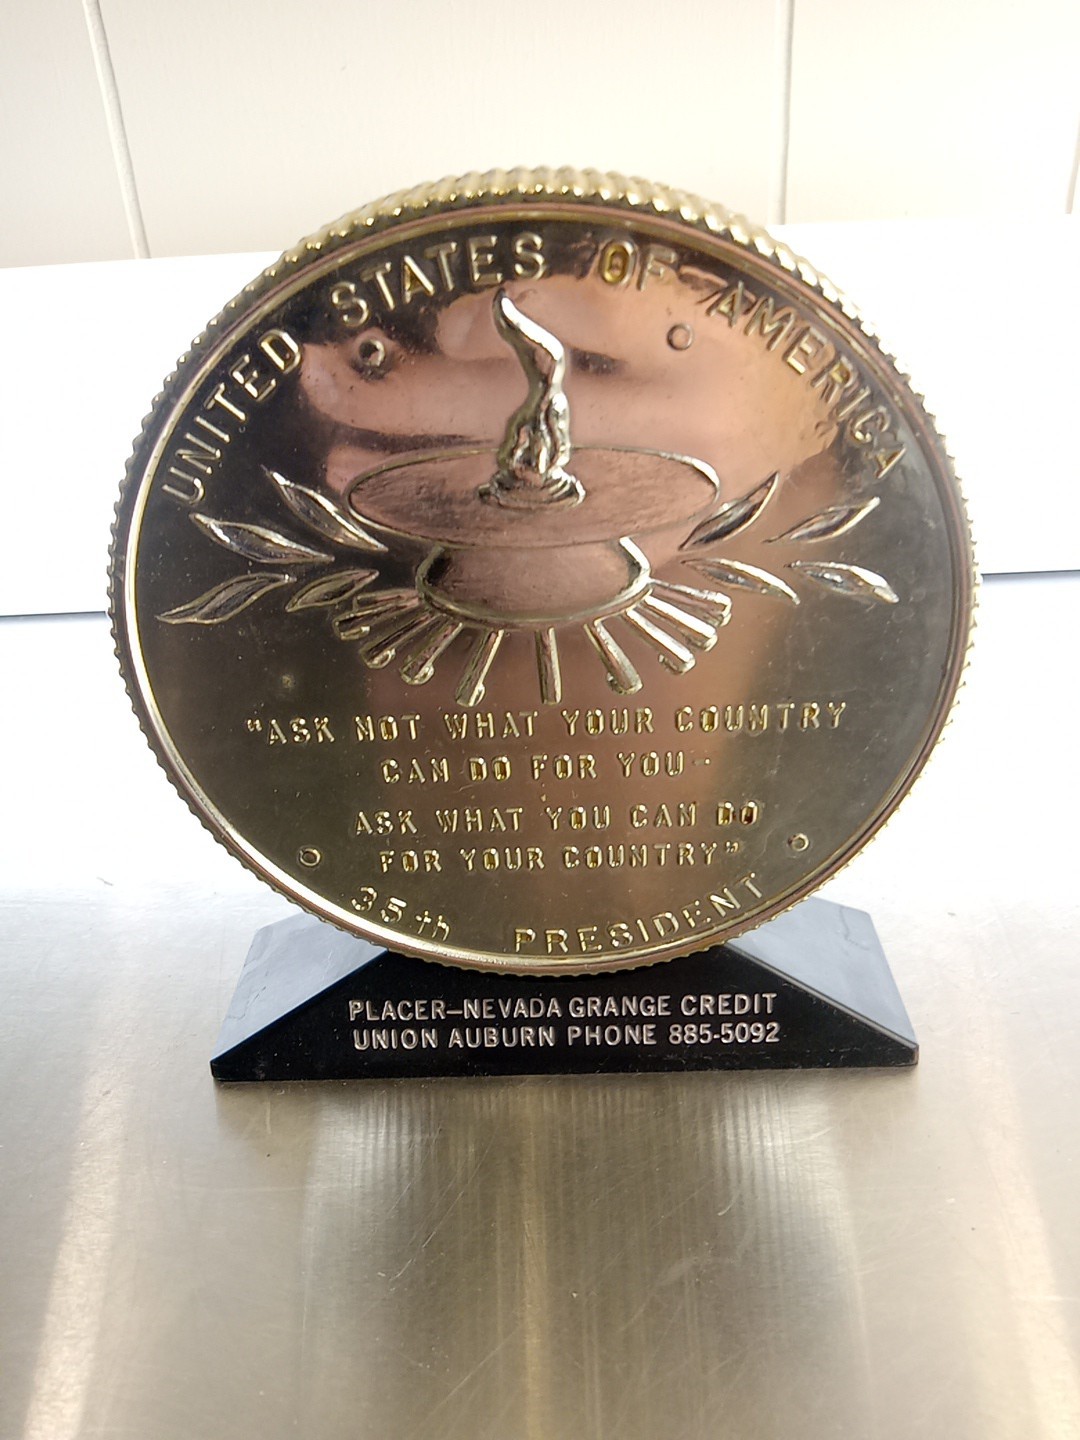 UNITED STATES OF AMERICA
"ASK NOT WHAT YOUR COUNTRY
CAN DO FOR YOU--
ASK WHAT YOU CAN DO
FOR YOUR COUNTRY"
35th PRESIDENT
PLACER–NEVADA GRANGE CREDIT
UNION AUBURN PHONE 885-5092